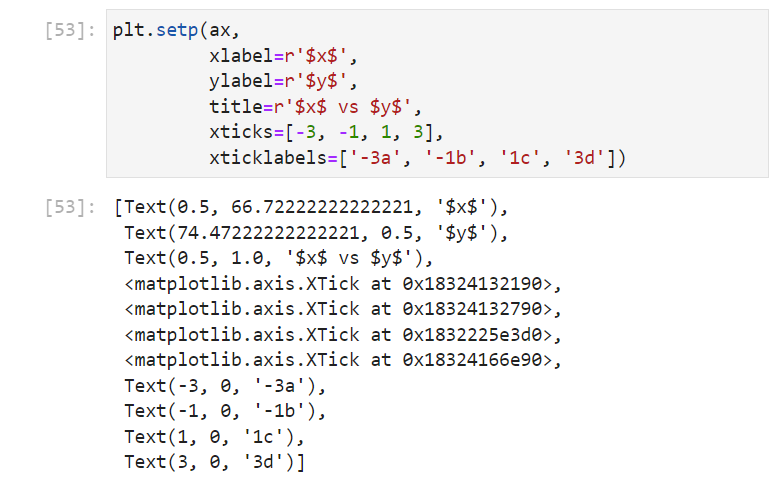 [53]: plt.setp(ax,
xlabel=r'$x$',
ylabel=r'$y$',
title=r'$x$ vs $y$',
xticks=[-3, -1, 1, 3],
xticklabels=['-3a', '-1b', '1c', '3d'])
[53]: [Text(0.5, 66.72222222222221, '$x$'),
Text(74.47222222222221, 0.5, '$y$'),
Text(0.5, 1.0, '$x$ vs $y$'),
<matplotlib.axis.XTick at 0x18324132190>,
<matplotlib.axis.XTick at 0x18324132790>,
<matplotlib.axis.XTick at 0x1832225e3d0>,
<matplotlib.axis.XTick at 0x18324166e90>,
Text(-3, 0, '-3a'),
Text(-1, 0, '-1b'),
Text(1, 0, '1c'),
Text(3, 0, '3d')]